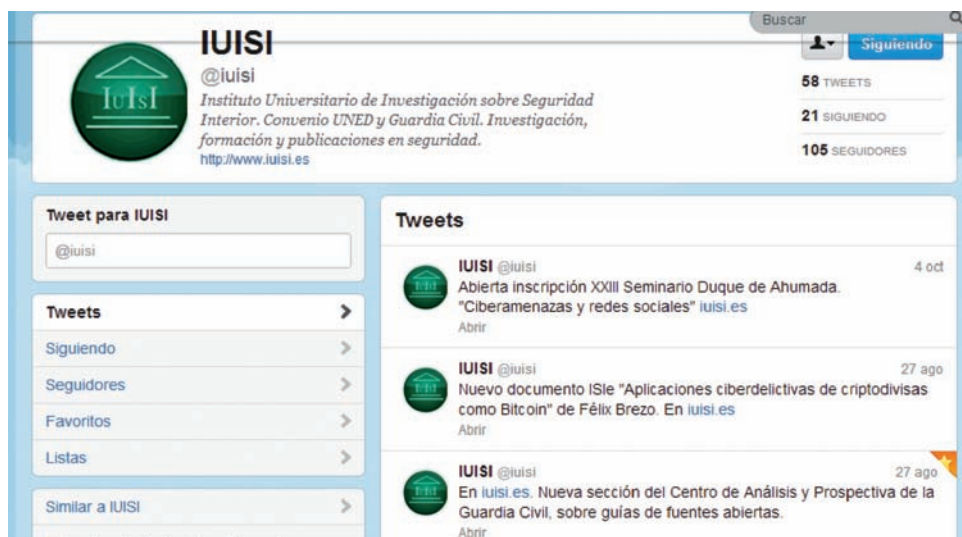 Buscar
IUISI
@iuisi
Instituto Universitario de Investigación sobre Seguridad
Interior. Convenio UNED y Guardia Civil. Investigación,
formación y publicaciones en seguridad.
http://www.iuisi.es
IuIsI
Siguiendo
58 TWEETS
21 SIGUIENDO
105 SEGUIDORES
Tweet para IUISI
@iuisi
Tweets
Siguiendo
Seguidores
Favoritos
Listas
Similar a IUISI
Tweets
IUISI @iuisi 4 oct
Abierta inscripción XXIII Seminario Duque de Ahumada.
"Ciberamenazas y redes sociales" iuisi.es
Abrir
IUISI @iuisi 27 ago
Nuevo documento ISIe "Aplicaciones ciberdelictivas de criptodivisas
como Bitcoin" de Félix Brezo. En iuisi.es
Abrir
IUISI @iuisi 27 ago
En iuisi.es. Nueva sección del Centro de Análisis y Prospectiva de la
Guardia Civil, sobre guías de fuentes abiertas.
Abrir